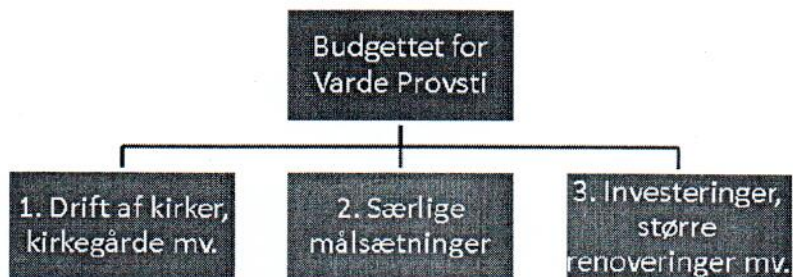 Budgettet for
Varde Provsti
1. Drift af kirker,
kirkegårde mv.
2. Særlige
målsætninger
3. Investeringer,
større
renoveringer mv.